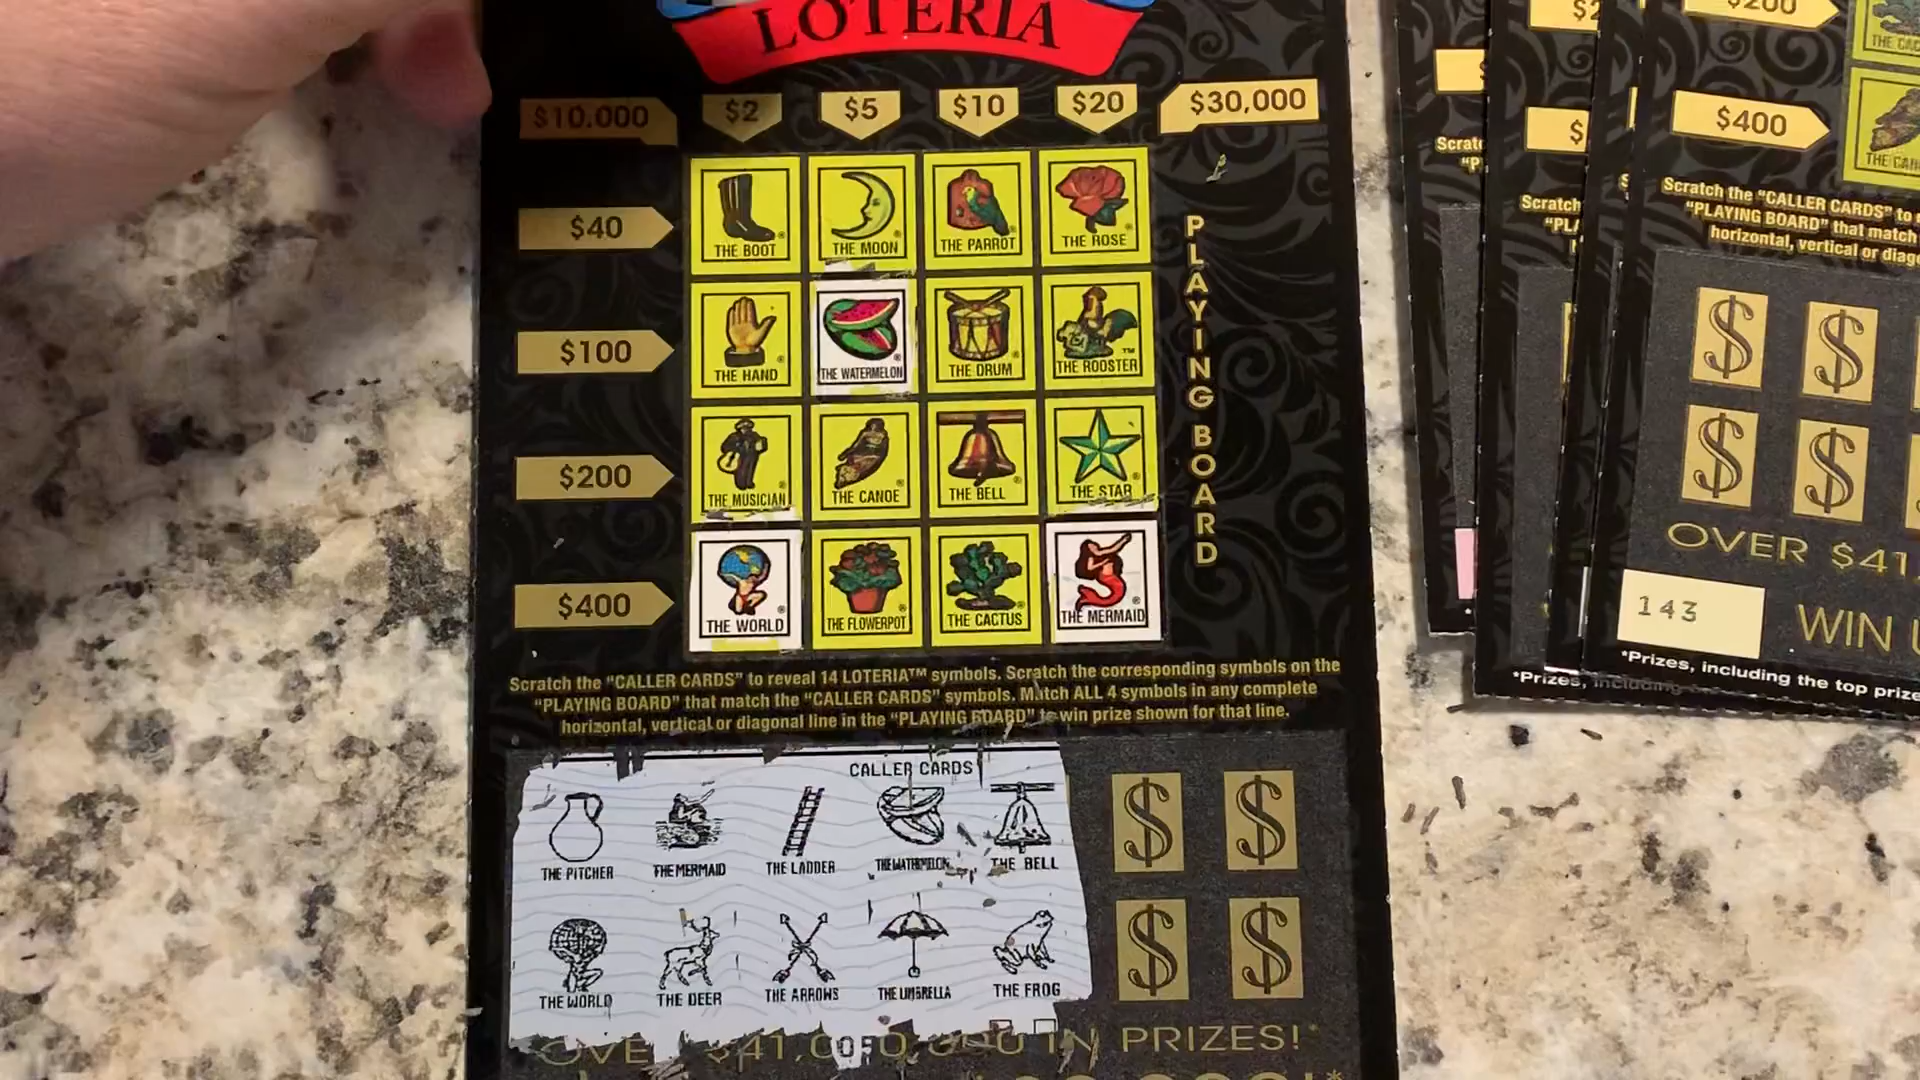 LOTERIA
$10,000 $2 $5 $10 $20 $30,000
$40
THE BOOT THE MOON THE PARROT THE ROSE
$100
THE HAND THE WATERMELON THE DRUM THE ROOSTER™
$200
THE MUSICIAN THE CANOE THE BELL THE STAR
$400
THE WORLD THE FLOWERPOT THE CACTUS THE MERMAID
PLAYING BOARD
Scratch the “CALLER CARDS” to reveal 14 LOTERIA™ symbols. Scratch the corresponding symbols on the
“PLAYING BOARD” that match the “CALLER CARDS” symbols. Match ALL 4 symbols in any complete
horizontal, vertical or diagonal line in the “PLAYING BOARD” to win prize shown for that line.
CALLER CARDS
THE PITCHER THE MERMAID THE LADDER THE WATERMELON THE BELL
$ $
THE WORLD THE DEER THE ARROWS THE UMBRELLA THE FROG
$ $
IN PRIZES!*
$200
$400
Scratch the “CALLER CARDS” to
“PLAYING BOARD” that match
horizontal, vertical or
$ $
$ $
OVER $41,
143
WIN
*Prizes, including the top
*Prizes, including
Scratch